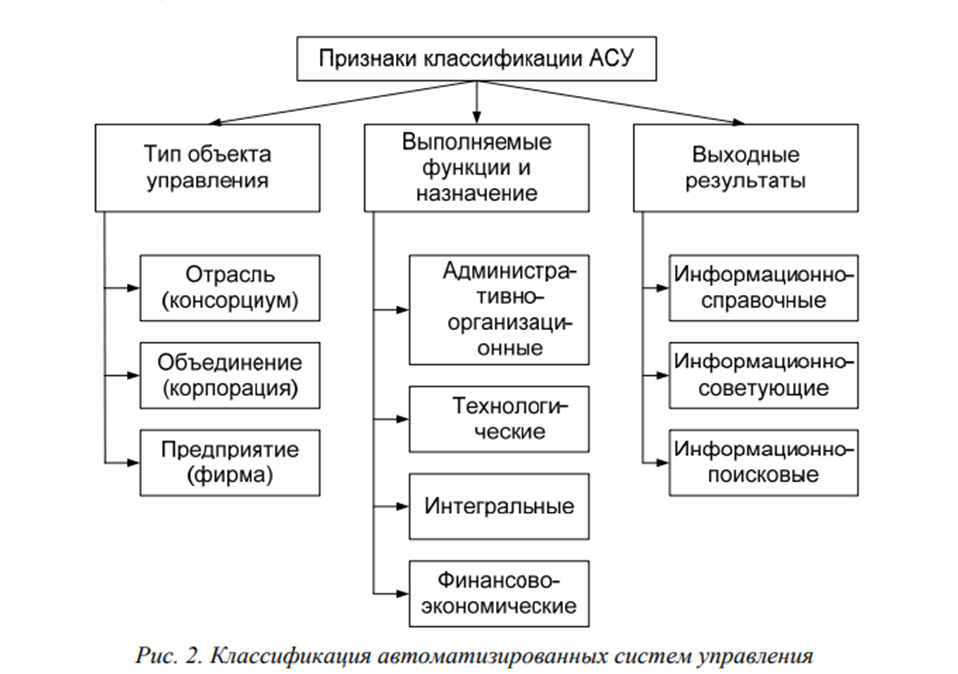 Признаки классификации АСУ
Тип объекта
управления
Отрасль
(консорциум)
Объединение
(корпорация)
Предприятие
(фирма)
Выполняемые
функции и
назначение
Администра-
тивно-
организаци-
онные
Технологи-
ческие
Интегральные
Финансово-
экономические
Выходные
результаты
Информационно-
справочные
Информационно-
советующие
Информационно-
поисковые
Рис. 2. Классификация автоматизированных систем управления